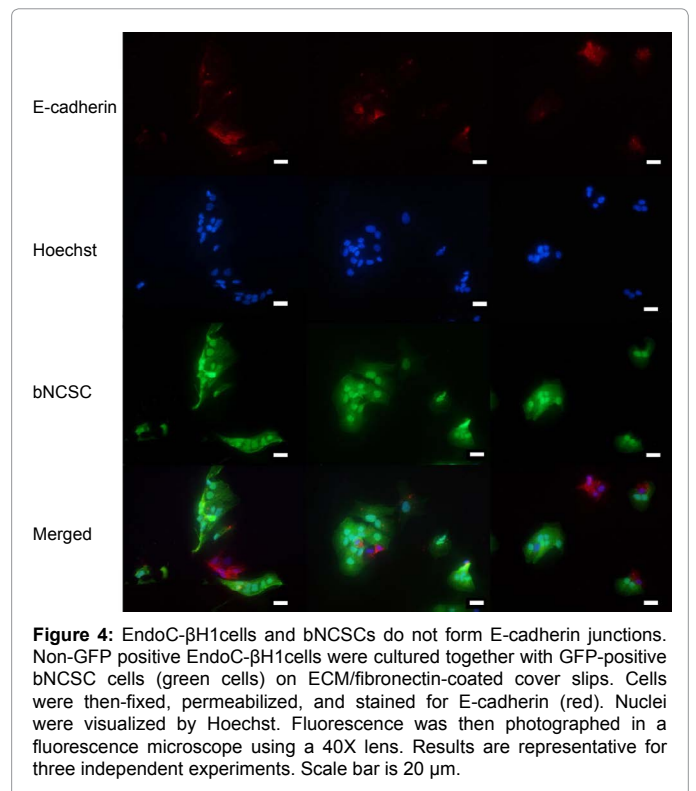 E-cadherin
Hoechst
bNCSC
Merged
Figure 4: EndoC-βH1cells and bNCSCs do not form E-cadherin junctions.
Non-GFP positive EndoC-βH1cells were cultured together with GFP-positive
bNCSC cells (green cells) on ECM/fibronectin-coated cover slips. Cells
were then-fixed, permeabilized, and stained for E-cadherin (red). Nuclei
were visualized by Hoechst. Fluorescence was then photographed in a
fluorescence microscope using a 40X lens. Results are representative for
three independent experiments. Scale bar is 20 μm.